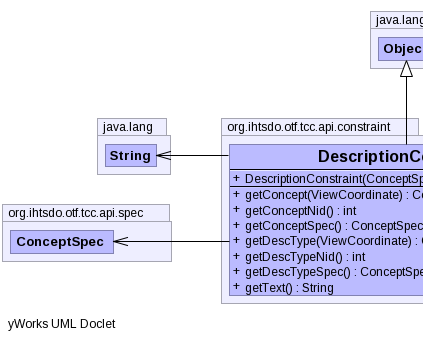 java.lang
Objec
java.lang
String
org.ihtsdo.otf.tcc.api.constraint
DescriptionCo
+ DescriptionConstraint(ConceptSp
+ getConcept(ViewCoordinate) : Co
+ getConceptNid() : int
+ getConceptSpec() : ConceptSpec
+ getDescType(ViewCoordinate) : C
+ getDescTypeNid() : int
+ getDescTypeSpec() : ConceptSpe
+ getText() : String
org.ihtsdo.otf.tcc.api.spec
ConceptSpec
yWorks UML Doclet